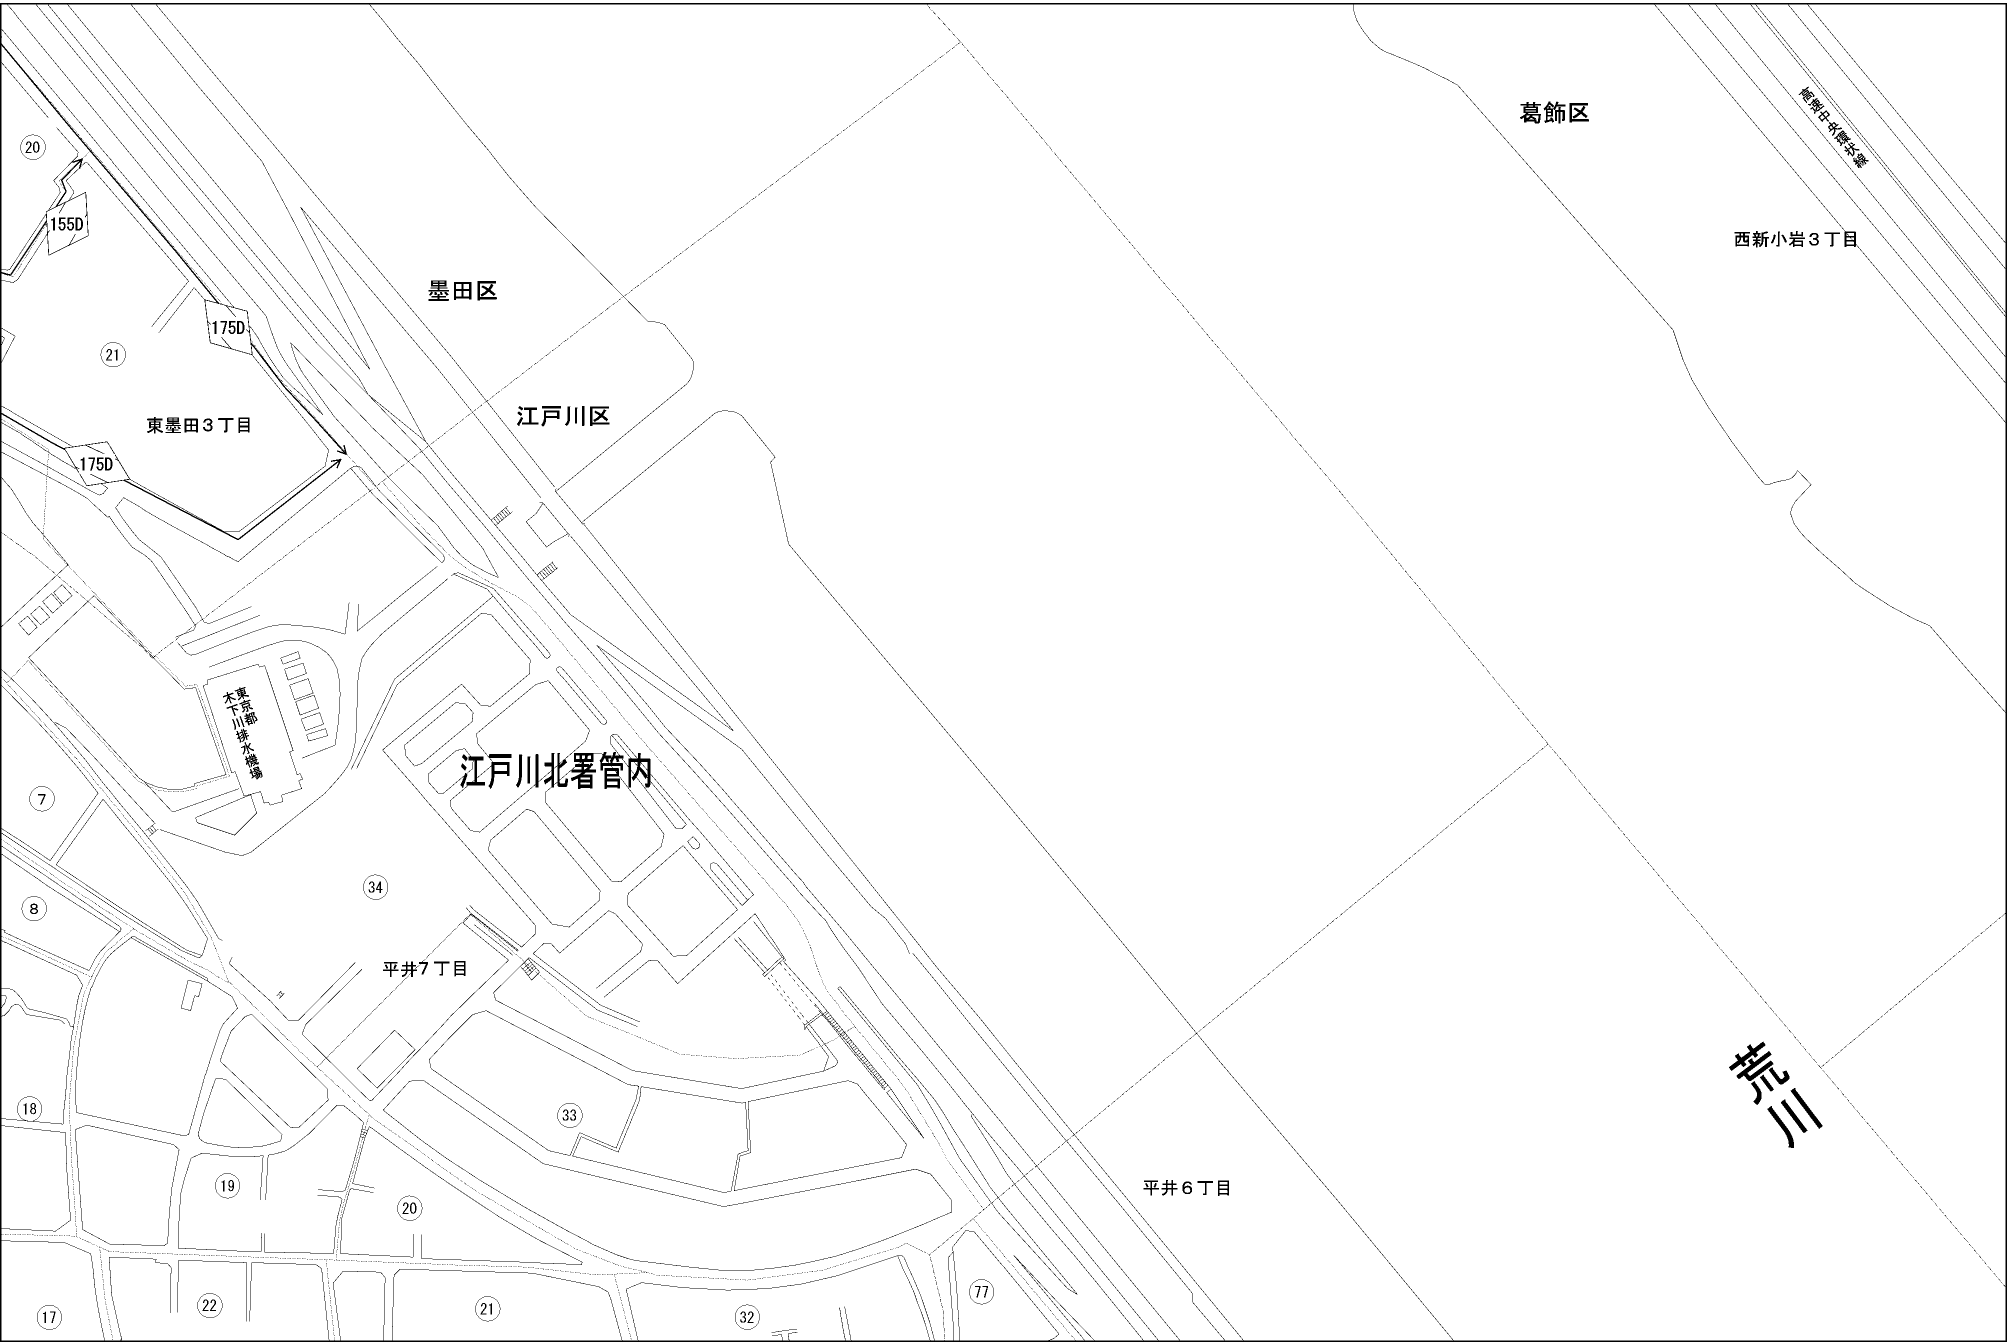 葛飾区
高速中央環状線
20
155D
西新小岩３丁目
墨田区
175D
21
江戸川区
東墨田３丁目
175D
東京都
木下川排水機場
江戸川北署管内
7
34
8
平井７丁目
荒川
18
33
19
平井６丁目
20
77
22
21
17
32